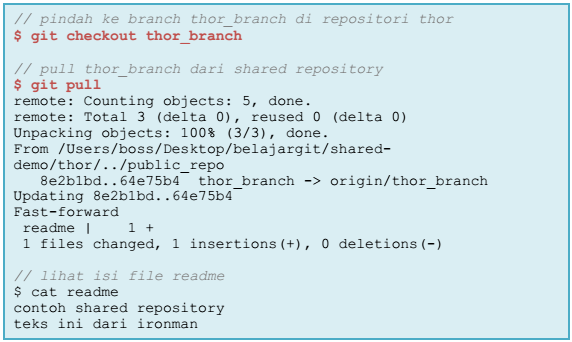 // pindah ke branch thor_branch di repositori thor
$ git checkout thor_branch
// pull thor_branch dari shared repository
$ git pull
remote: Counting objects: 5, done.
remote: Total 3 (delta 0), reused 0 (delta 0)
Unpacking objects: 100% (3/3), done.
From /Users/boss/Desktop/belajargit/shared-
demo/thor/../public_repo
   8e2b1bd..64e75b4  thor_branch -> origin/thor_branch
Updating 8e2b1bd..64e75b4
Fast-forward
 readme |    1 +
 1 files changed, 1 insertions(+), 0 deletions(-)
// lihat isi file readme
$ cat readme
contoh shared repository
teks ini dari ironman